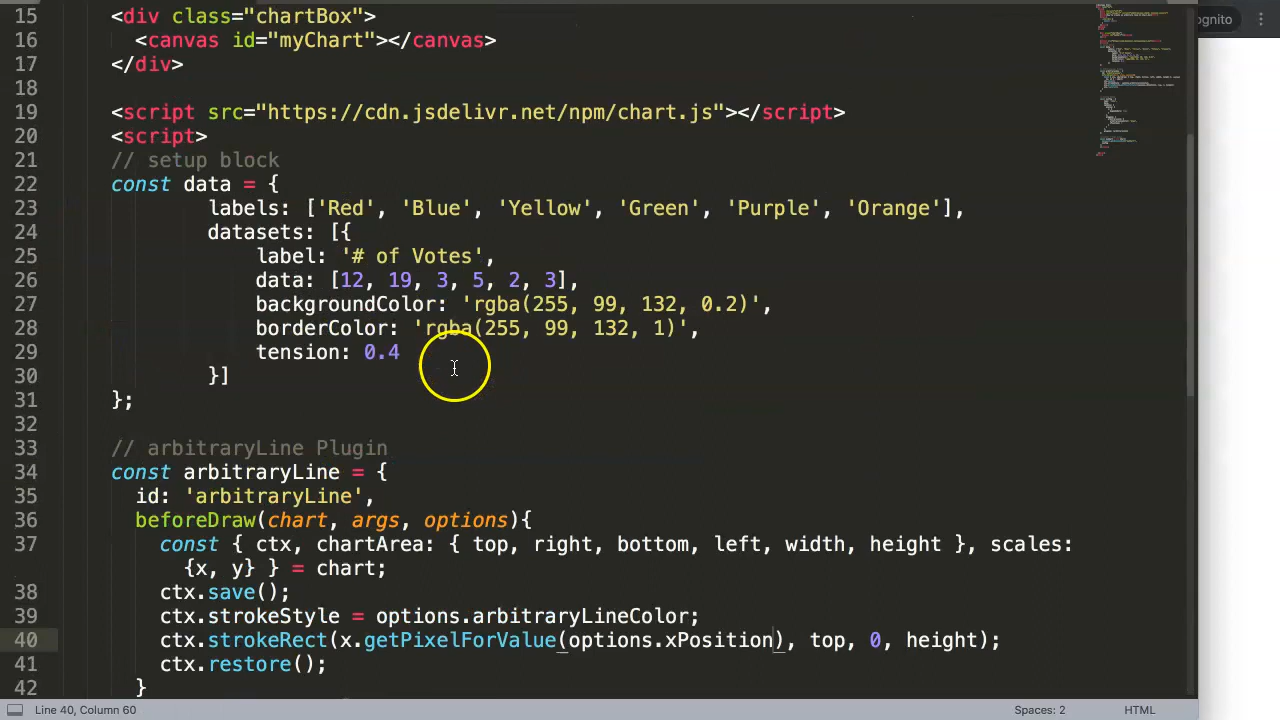 15 <div class="chartBox">
gnito
16 <canvas id="myChart"></canvas>
17 </div>
18
19 <script src="https://cdn.jsdelivr.net/npm/chart.js"></script>
20 <script>
21 // setup block
22 const data = {
23 labels: ['Red', 'Blue', 'Yellow', 'Green', 'Purple', 'Orange'],
24 datasets: [{
25 label: '# of Votes',
26 data: [12, 19, 3, 5, 2, 3],
27 backgroundColor: 'rgba(255, 99, 132, 0.2)',
28 borderColor: 'rgba(255, 99, 132, 1)',
29 tension: 0.4
30 }]
31 };
32
33 // arbitraryLine Plugin
34 const arbitraryLine = {
35 id: 'arbitraryLine',
36 beforeDraw(chart, args, options){
37 const { ctx, chartArea: { top, right, bottom, left, width, height }, scales:
{x, y} } = chart;
38 ctx.save();
39 ctx.strokeStyle = options.arbitraryLineColor;
40 ctx.strokeRect(x.getPixelForValue(options.xPosition), top, 0, height);
41 ctx.restore();
42 }
Line 40, Column 60
Spaces: 2
HTML